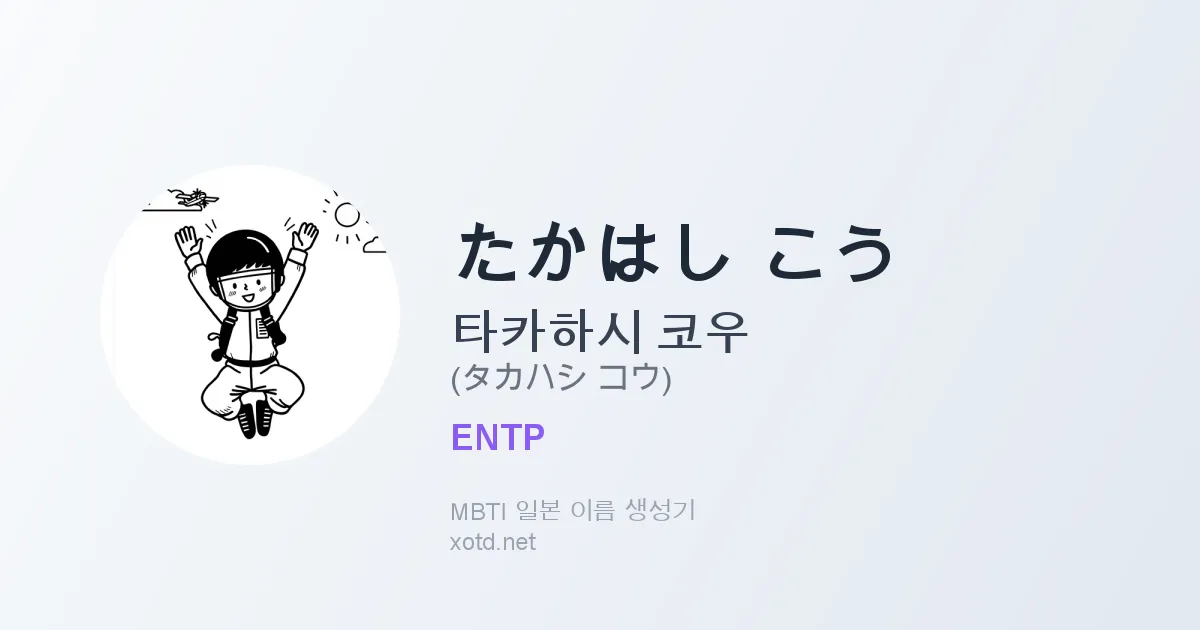 たかはし こう
타카하시 코우
(タカハシ コウ)
ENTP
MBTI 일본 이름 생성기
xotd.net